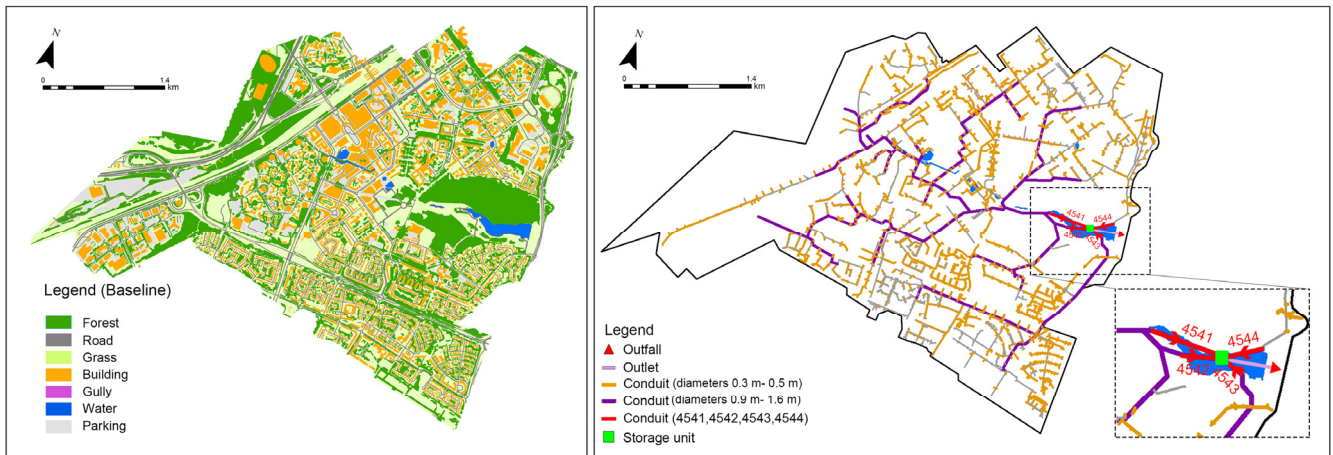 N
0 1.4
km
Legend (Baseline)
Forest
Road
Grass
Building
Gully
Water
Parking
N
0 1.4
km
4541 4544
4543
Legend
Outfall
Outlet
Conduit (diameters 0.3 m- 0.5 m)
Conduit (diameters 0.9 m- 1.6 m)
Conduit (4541,4542,4543,4544)
Storage unit
4541
4544
4542
4543